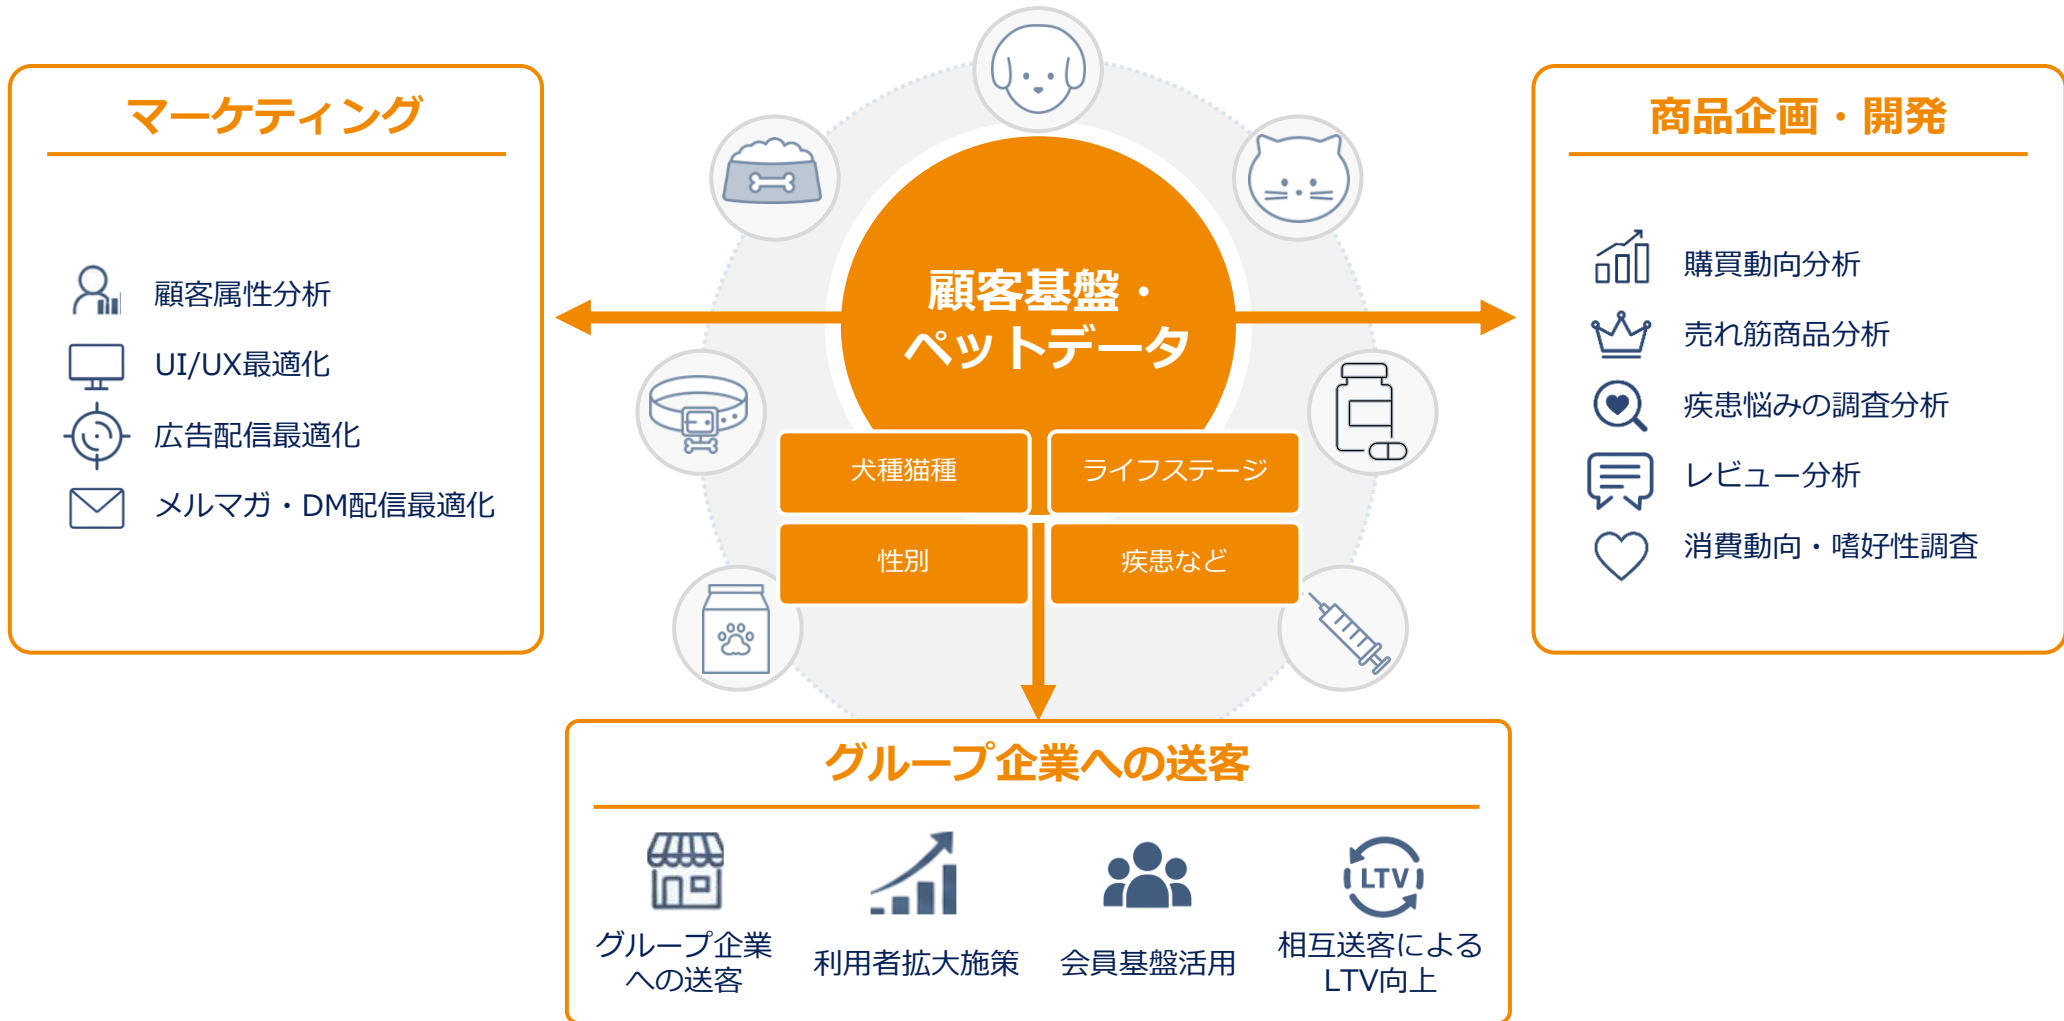 マーケティング
顧客属性分析
UI/UX最適化
広告配信最適化
メルマガ・DM配信最適化
顧客基盤・
ペットデータ
犬種猫種
ライフステージ
性別
疾患など
商品企画・開発
購買動向分析
売れ筋商品分析
疾患悩みの調査分析
レビュー分析
消費動向・嗜好性調査
グループ企業への送客
グループ企業
への送客
利用者拡大施策
会員基盤活用
LTV
相互送客による
LTV向上